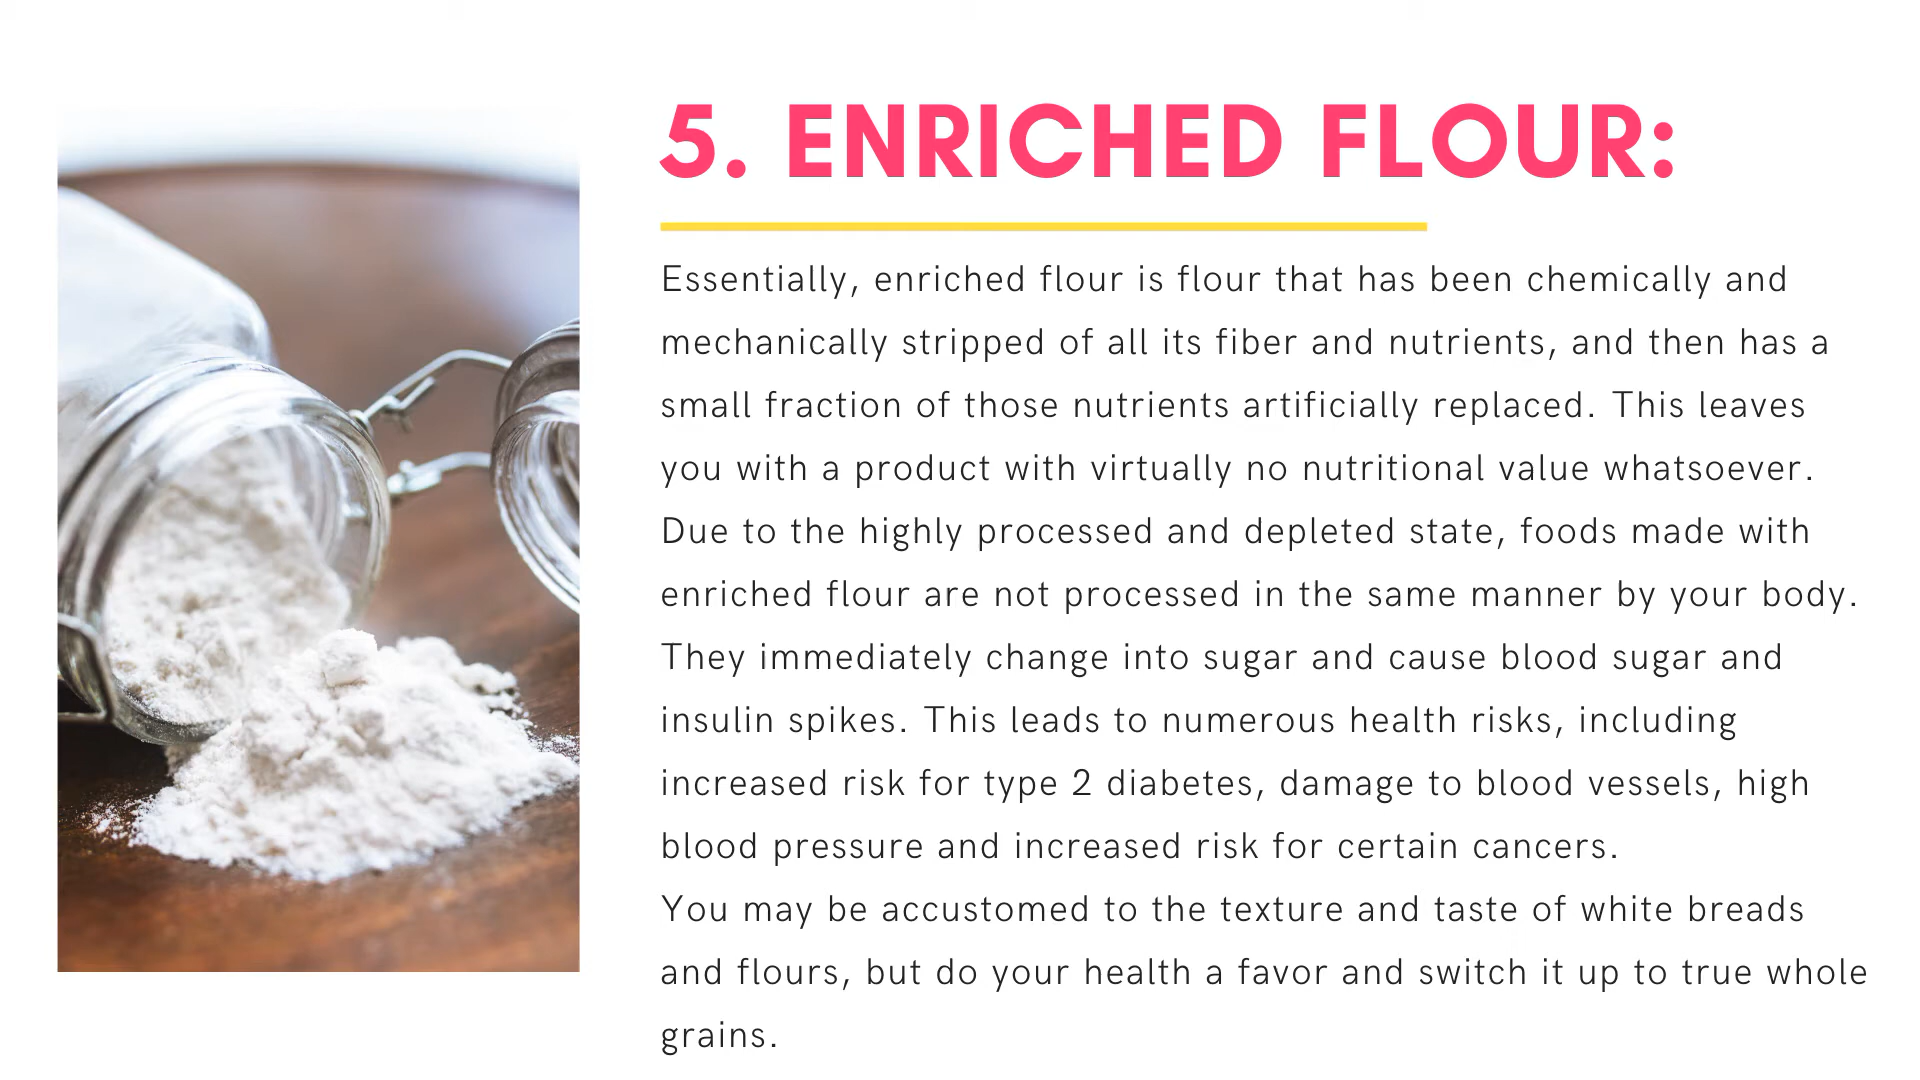 5. ENRICHED FLOUR:
Essentially, enriched flour is flour that has been chemically and
mechanically stripped of all its fiber and nutrients, and then has a
small fraction of those nutrients artificially replaced. This leaves
you with a product with virtually no nutritional value whatsoever.
Due to the highly processed and depleted state, foods made with
enriched flour are not processed in the same manner by your body.
They immediately change into sugar and cause blood sugar and
insulin spikes. This leads to numerous health risks, including
increased risk for type 2 diabetes, damage to blood vessels, high
blood pressure and increased risk for certain cancers.
You may be accustomed to the texture and taste of white breads
and flours, but do your health a favor and switch it up to true whole
grains.